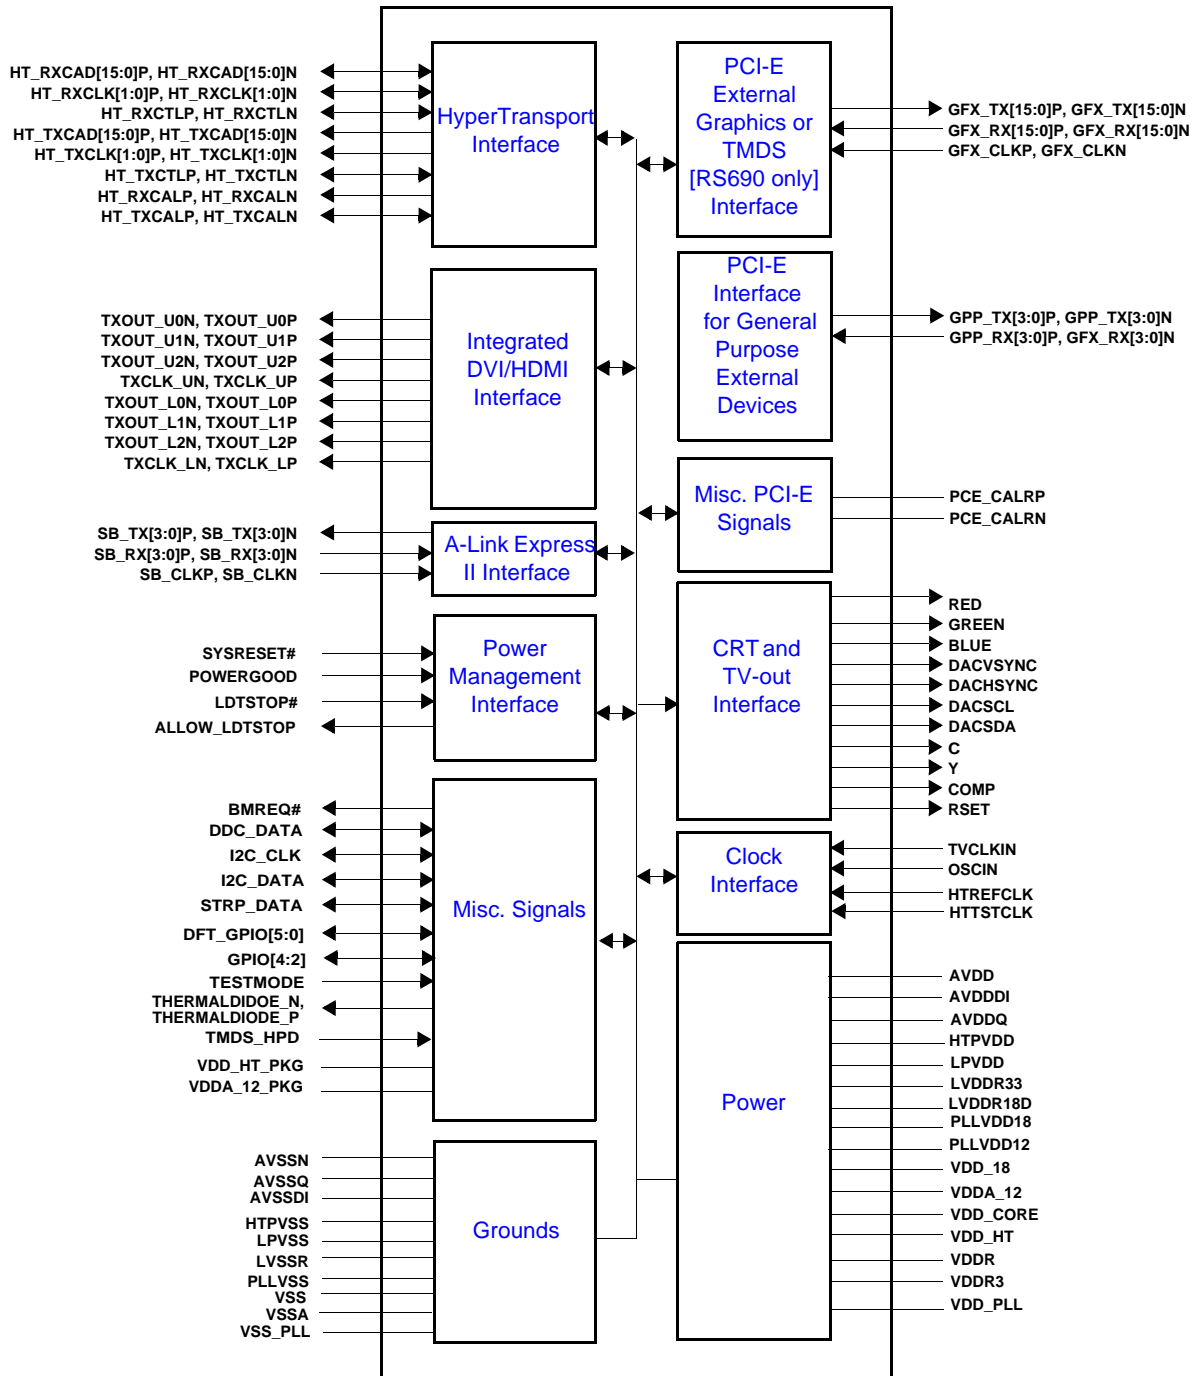 HT_RXCAD[15:0]P, HT_RXCAD[15:0]N
HT_RXCLK[1:0]P, HT_RXCLK[1:0]N
HT_RXCTLP, HT_RXCTLN
HT_TXCAD[15:0]P, HT_TXCAD[15:0]N
HT_TXCLK[1:0]P, HT_TXCLK[1:0]N
HT_TXCTLP, HT_TXCTLN
HT_RXCALP, HT_RXCALN
HT_TXCALP, HT_TXCALN
HyperTransport
Interface
PCI-E
External
Graphics or
TMDS
[RS690 only]
Interface
GFX_TX[15:0]P, GFX_TX[15:0]N
GFX_RX[15:0]P, GFX_RX[15:0]N
GFX_CLKP, GFX_CLKN
TXOUT_U0N, TXOUT_U0P
TXOUT_U1N, TXOUT_U1P
TXOUT_U2N, TXOUT_U2P
TXCLK_UN, TXCLK_UP
TXOUT_L0N, TXOUT_L0P
TXOUT_L1N, TXOUT_L1P
TXOUT_L2N, TXOUT_L2P
TXCLK_LN, TXCLK_LP
Integrated
DVI/HDMI
Interface
PCI-E
Interface
for General
Purpose
External
Devices
GPP_TX[3:0]P, GPP_TX[3:0]N
GPP_RX[3:0]P, GFX_RX[3:0]N
SB_TX[3:0]P, SB_TX[3:0]N
SB_RX[3:0]P, SB_RX[3:0]N
SB_CLKP, SB_CLKN
A-Link Express
II Interface
Misc. PCI-E
Signals
PCE_CALRP
PCE_CALRN
SYSRESET#
POWERGOOD
LDTSTOP#
ALLOW_LDTSTOP
Power
Management
Interface
CRT and
TV-out
Interface
RED
GREEN
BLUE
DACVSYNC
DACHSYNC
DACSCL
DACSDA
C
Y
COMP
RSET
BMREQ#
DDC_DATA
I2C_CLK
I2C_DATA
STRP_DATA
DFT_GPIO[5:0]
GPIO[4:2]
TESTMODE
THERMALDIDOE_N,
THERMALDIODE_P
TMDS_HPD
VDD_HT_PKG
VDDA_12_PKG
Misc. Signals
Clock
Interface
TVCLKIN
OSCIN
HTREFCLK
HTTSTCLK
Power
AVDD
AVDDDI
AVDDQ
HTPVDD
LPVDD
LVDDR33
LVDDR18D
PLLVDD18
PLLVDD12
VDD_18
VDDA_12
VDD_CORE
VDD_HT
VDDR
VDDR3
VDD_PLL
AVSSN
AVSSQ
AVSSDI
HTPVSS
LPVSS
LVSSR
PLLVSS
VSS
VSSA
VSS_PLL
Grounds